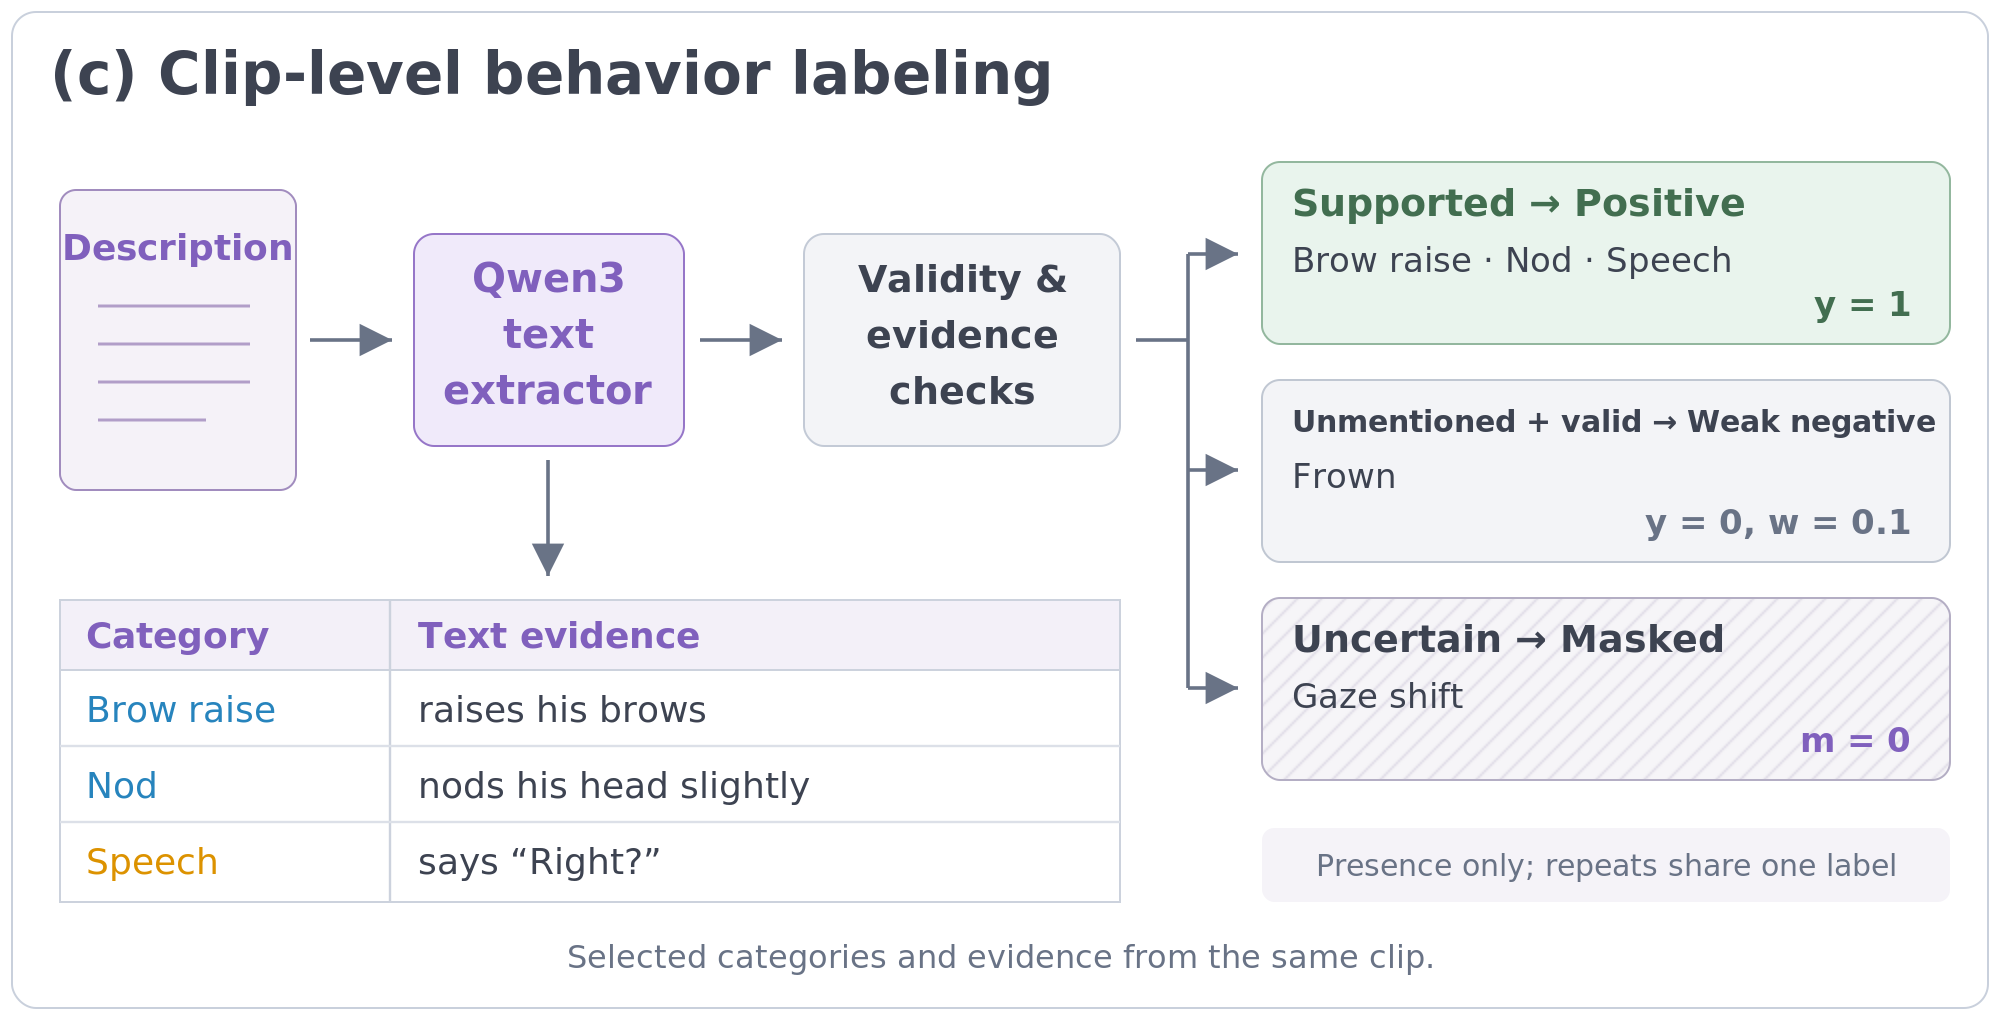 (c) Clip-level behavior labeling
Description
Qwen3
text
extractor
Validity &
evidence
checks
Supported → Positive
Brow raise · Nod · Speech
y = 1
Unmentioned + valid → Weak negative
Frown
y = 0, w = 0.1
Uncertain → Masked
Gaze shift
m = 0
Category Text evidence
Brow raise raises his brows
Nod nods his head slightly
Speech says “Right?”
Presence only; repeats share one label
Selected categories and evidence from the same clip.